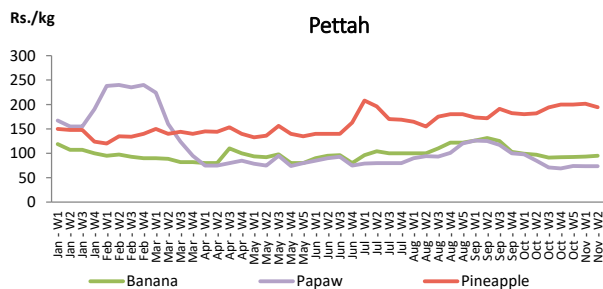 Rs./kg
Pettah
300
250
200
150
100
50
0
Jan - W1
Jan - W2
Jan - W3
Jan - W4
Feb - W1
Feb - W2
Feb - W3
Feb - W4
Mar - W1
Mar - W2
Mar - W3
Mar - W4
Apr - W1
Apr - W2
Apr - W3
Apr - W4
May - W1
May - W2
May - W3
May - W4
May - W5
Jun - W1
Jun - W2
Jun - W3
Jun - W4
Jul - W1
Jul - W2
Jul - W3
Jul - W4
Aug - W1
Aug - W2
Aug - W3
Aug - W4
Aug - W5
Sep - W1
Sep - W2
Sep - W3
Sep - W4
Oct - W1
Oct - W2
Oct - W3
Oct - W4
Oct - W5
Nov - W1
Nov - W2
Banana
Papaw
Pineapple